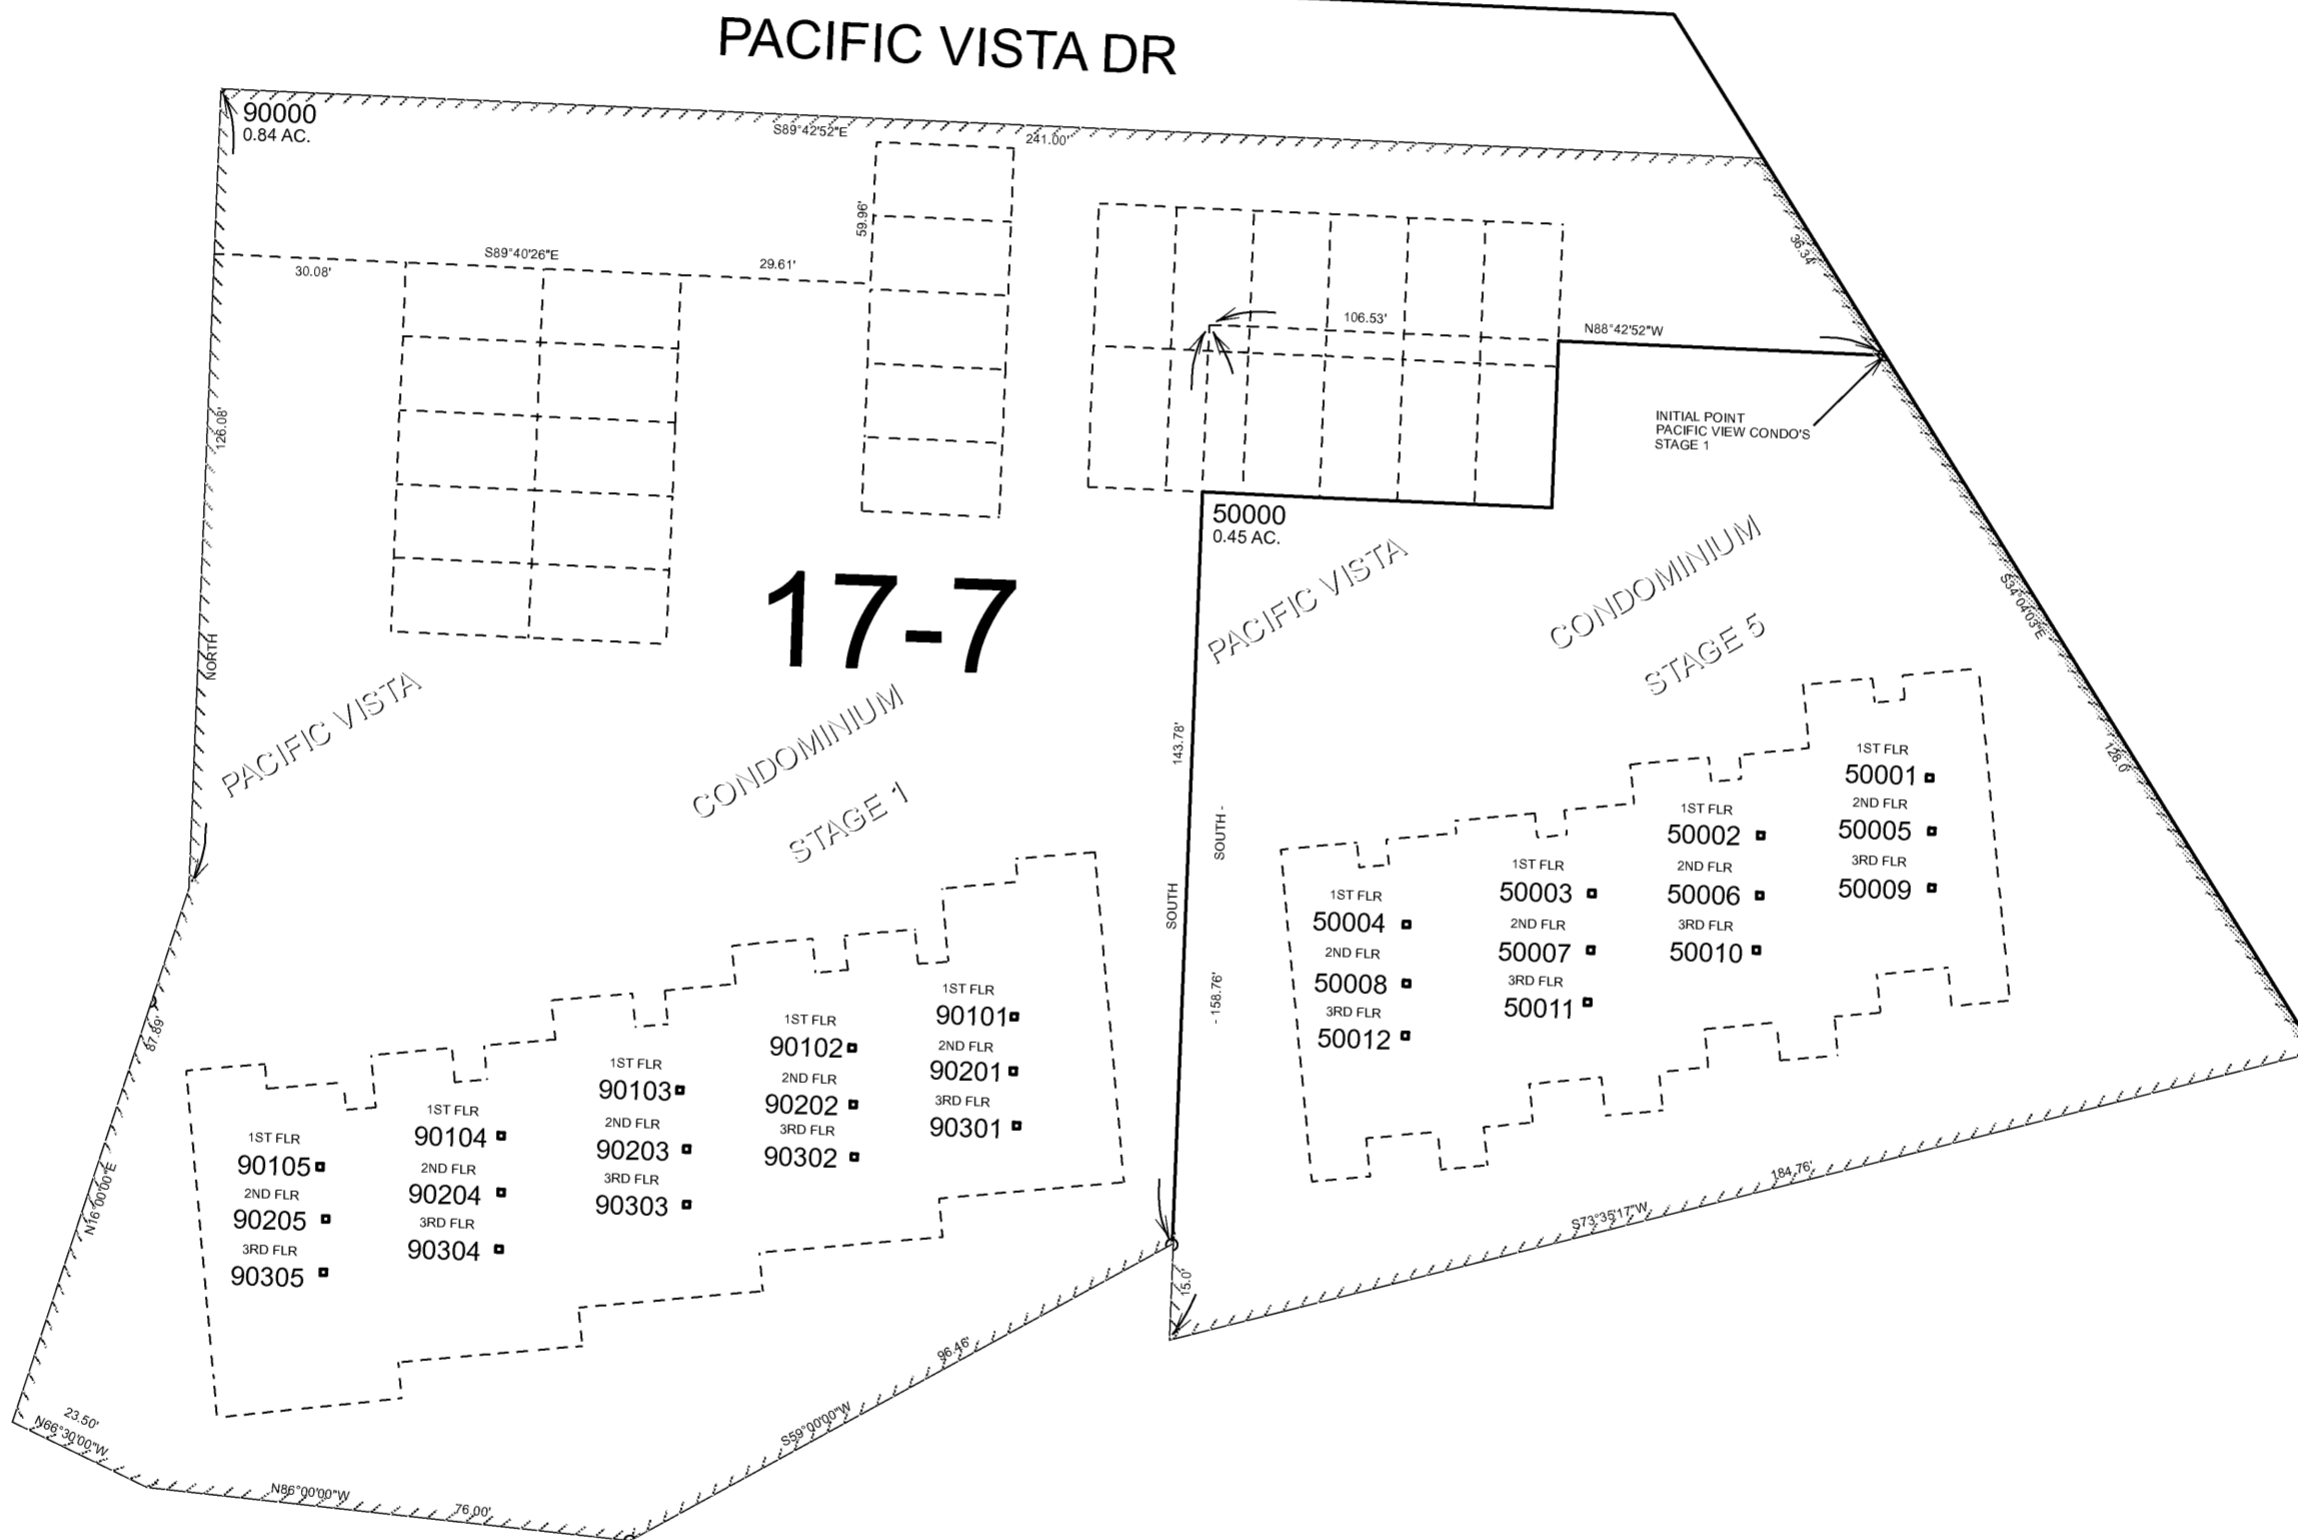 PACIFIC VISTA DR
90000
0.84 AC.
S89°42'52"E
241.00'
59.96'
36.34'
S89°40'26"E
30.08'
29.61'
106.53'
N88°42'52"W
126.08'
INITIAL POINT
PACIFIC VIEW CONDO'S
STAGE 1
50000
0.45 AC.
17-7
PACIFIC VISTA
CONDOMINIUM
STAGE 5
S34°04'03"E
128.0'
NORTH
PACIFIC VISTA
CONDOMINIUM
STAGE 1
143.78'
SOUTH
SOUTH -
- 158.76'
1ST FLR
50001
2ND FLR
50005
3RD FLR
50009
1ST FLR
50002
2ND FLR
50006
3RD FLR
50010
1ST FLR
50003
2ND FLR
50007
3RD FLR
50011
1ST FLR
50004
2ND FLR
50008
3RD FLR
50012
1ST FLR
90101
2ND FLR
90201
3RD FLR
90301
1ST FLR
90102
2ND FLR
90202
3RD FLR
90302
1ST FLR
90103
2ND FLR
90203
3RD FLR
90303
1ST FLR
90104
2ND FLR
90204
3RD FLR
90304
1ST FLR
90105
2ND FLR
90205
3RD FLR
90305
87.89'
N16°00'00"E
15.0'
184.76'
S73°35'17"W
96.46'
S59°00'00"W
23.50'
N66°30'00"W
N86°00'00"W
76.00'